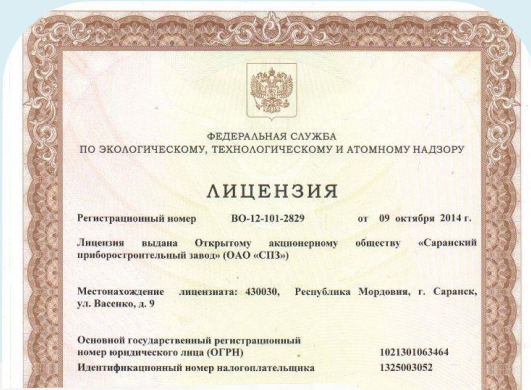 ФЕДЕРАЛЬНАЯ СЛУЖБА
ПО ЭКОЛОГИЧЕСКОМУ, ТЕХНОЛОГИЧЕСКОМУ И АТОМНОМУ НАДЗОРУ
ЛИЦЕНЗИЯ
Регистрационный номер ВО-12-101-2829 от 09 октября 2014 г.
Лицензия выдана Открытому акционерному обществу «Саранский
приборостроительный завод» (ОАО «СПЗ»)
Местонахождение лицензиата: 430030, Республика Мордовия, г. Саранск,
ул. Васенко, д. 9
Основной государственный регистрационный
номер юридического лица (ОГРН) 1021301063464
Идентификационный номер налогоплательщика 1325003052